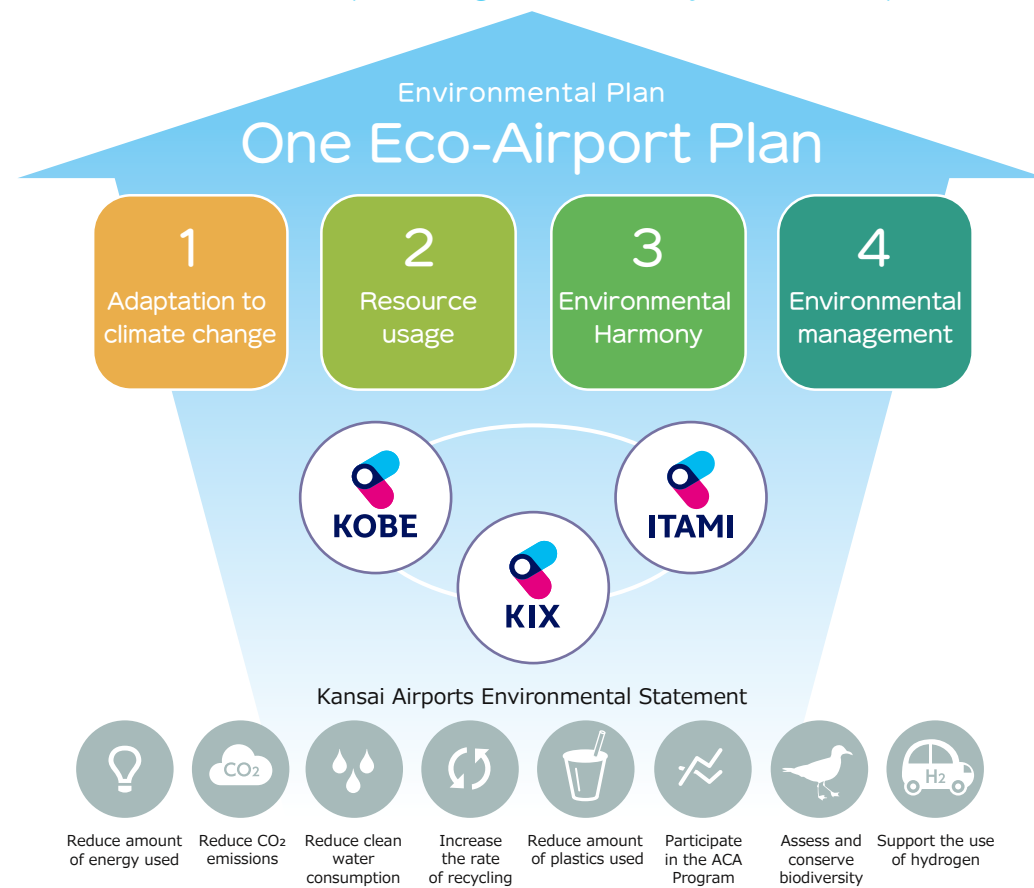 Environmental Plan
One Eco-Airport Plan
1
Adaptation to
climate change
2
Resource
usage
3
Environmental
Harmony
4
Environmental
management
KOBE
ITAMI
KIX
Kansai Airports Environmental Statement
CO2
H2
Reduce amount
of energy used
Reduce CO2
emissions
Reduce clean
water
consumption
Increase
the rate
of recycling
Reduce amount
of plastics used
Participate
in the ACA
Program
Assess and
conserve
biodiversity
Support the use
of hydrogen